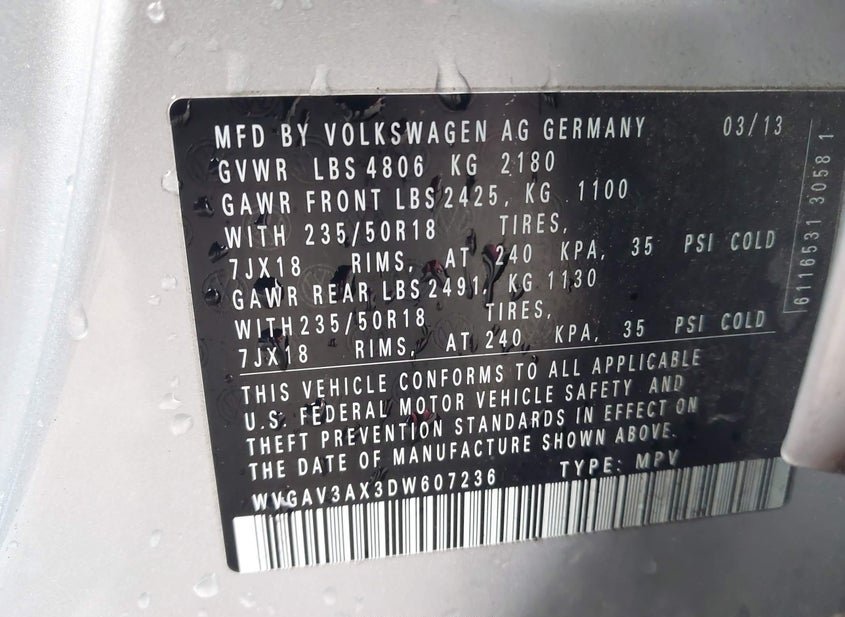 MFD BY VOLKSWAGEN AG GERMANY 03/13
GVWR LBS 4806 KG 2180
GAWR FRONT LBS 2425, KG 1100
WITH 235/50R18 TIRES,
7JX18 RIMS, AT 240 KPA, 35 PSI COLD
GAWR REAR LBS 2491, KG 1130
WITH 235/50R18 TIRES,
7JX18 RIMS, AT 240 KPA, 35 PSI COLD
THIS VEHICLE CONFORMS TO ALL APPLICABLE
U.S. FEDERAL MOTOR VEHICLE SAFETY AND
THEFT PREVENTION STANDARDS IN EFFECT ON
THE DATE OF MANUFACTURE SHOWN ABOVE.
WVGAV3AX3DW607236 TYPE: MPV
6116531 3058 1